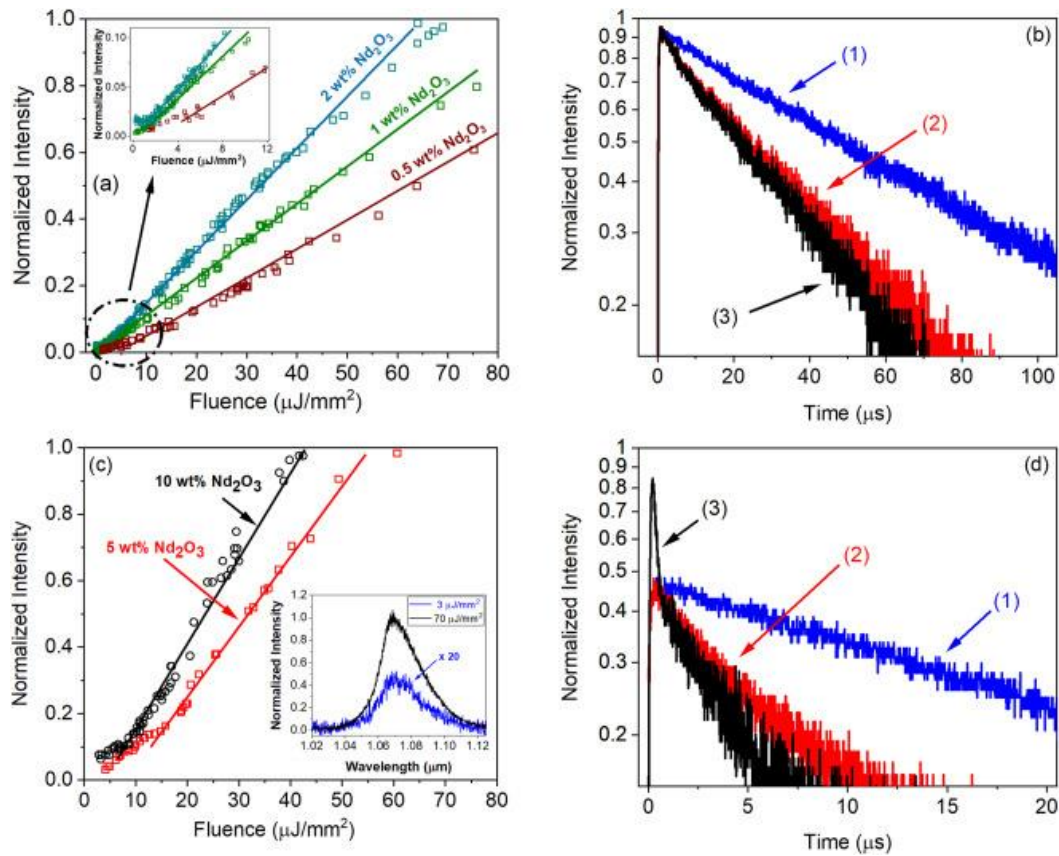 (a)
Normalized Intensity
1.0
0.8
0.6
0.4
0.2
0.0
0 10 20 30 40 50 60 70 80
Fluence (μJ/mm²)
2 wt% Nd₂O₃
1 wt% Nd₂O₃
0.5 wt% Nd₂O₃
Normalized Intensity
0.10
0.05
0.00
0 4 8 12
Fluence (μJ/mm²)
(b)
Normalized Intensity
1
0.9
0.8
0.7
0.6
0.5
0.4
0.3
0.2
0 20 40 60 80 100
Time (μs)
(1)
(2)
(3)
(c)
Normalized Intensity
1.0
0.8
0.6
0.4
0.2
0.0
0 10 20 30 40 50 60 70 80
Fluence (μJ/mm²)
10 wt% Nd₂O₃
5 wt% Nd₂O₃
Normalized Intensity
1.4
1.2
1.0
0.8
0.6
0.4
0.2
0.0
1.02 1.04 1.06 1.08 1.10 1.12
Wavelength (μm)
3 μJ/mm²
70 μJ/mm²
x 20
(d)
Normalized Intensity
1
0.9
0.8
0.7
0.6
0.5
0.4
0.3
0.2
0 5 10 15 20
Time (μs)
(3)
(2)
(1)